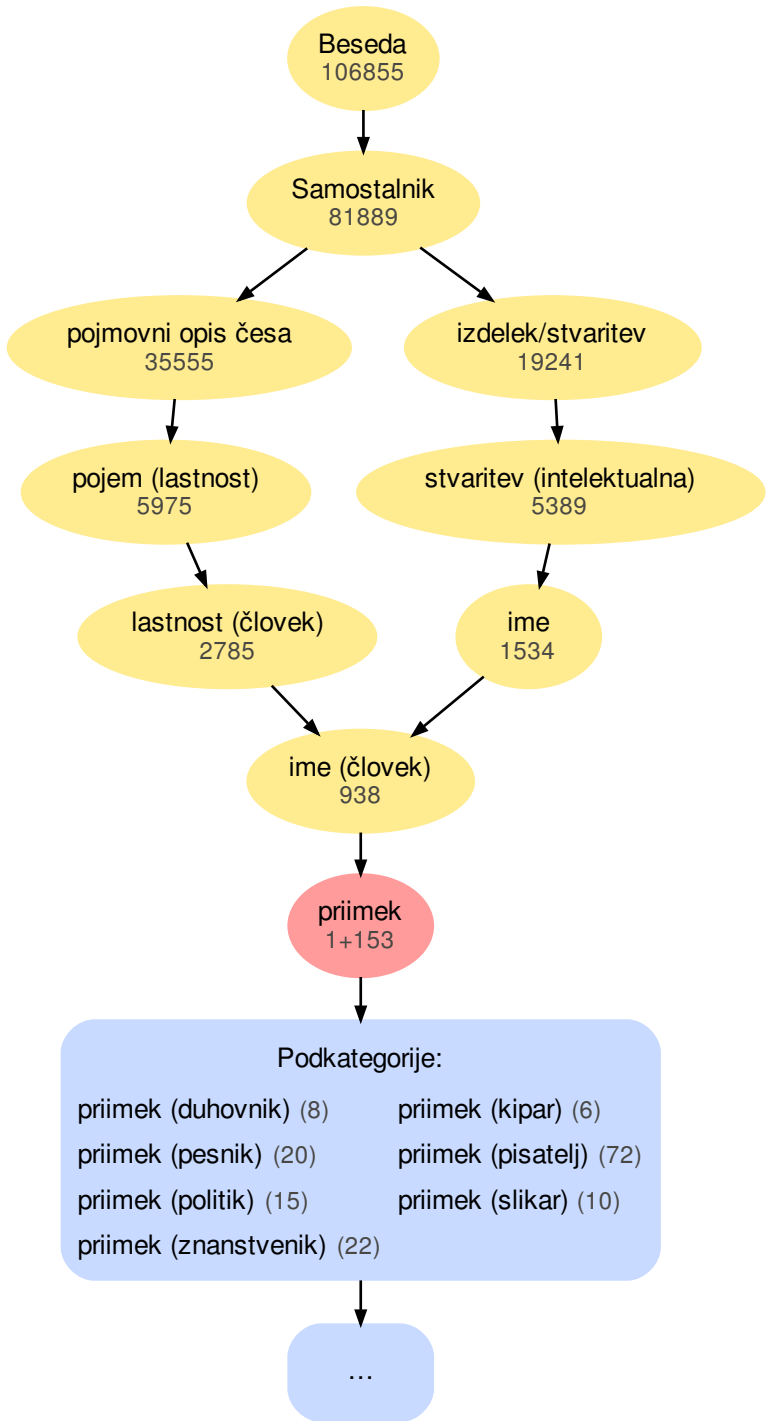 Beseda
106855
Samostalnik
81889
pojmovni opis česa
35555
izdelek/stvaritev
19241
pojem (lastnost)
5975
stvaritev (intelektualna)
5389
lastnost (človek)
2785
ime
1534
ime (človek)
938
priimek
1+153
Podkategorije:
priimek (duhovnik) (8)
priimek (kipar) (6)
priimek (pesnik) (20)
priimek (pisatelj) (72)
priimek (politik) (15)
priimek (slikar) (10)
priimek (znanstvenik) (22)
...